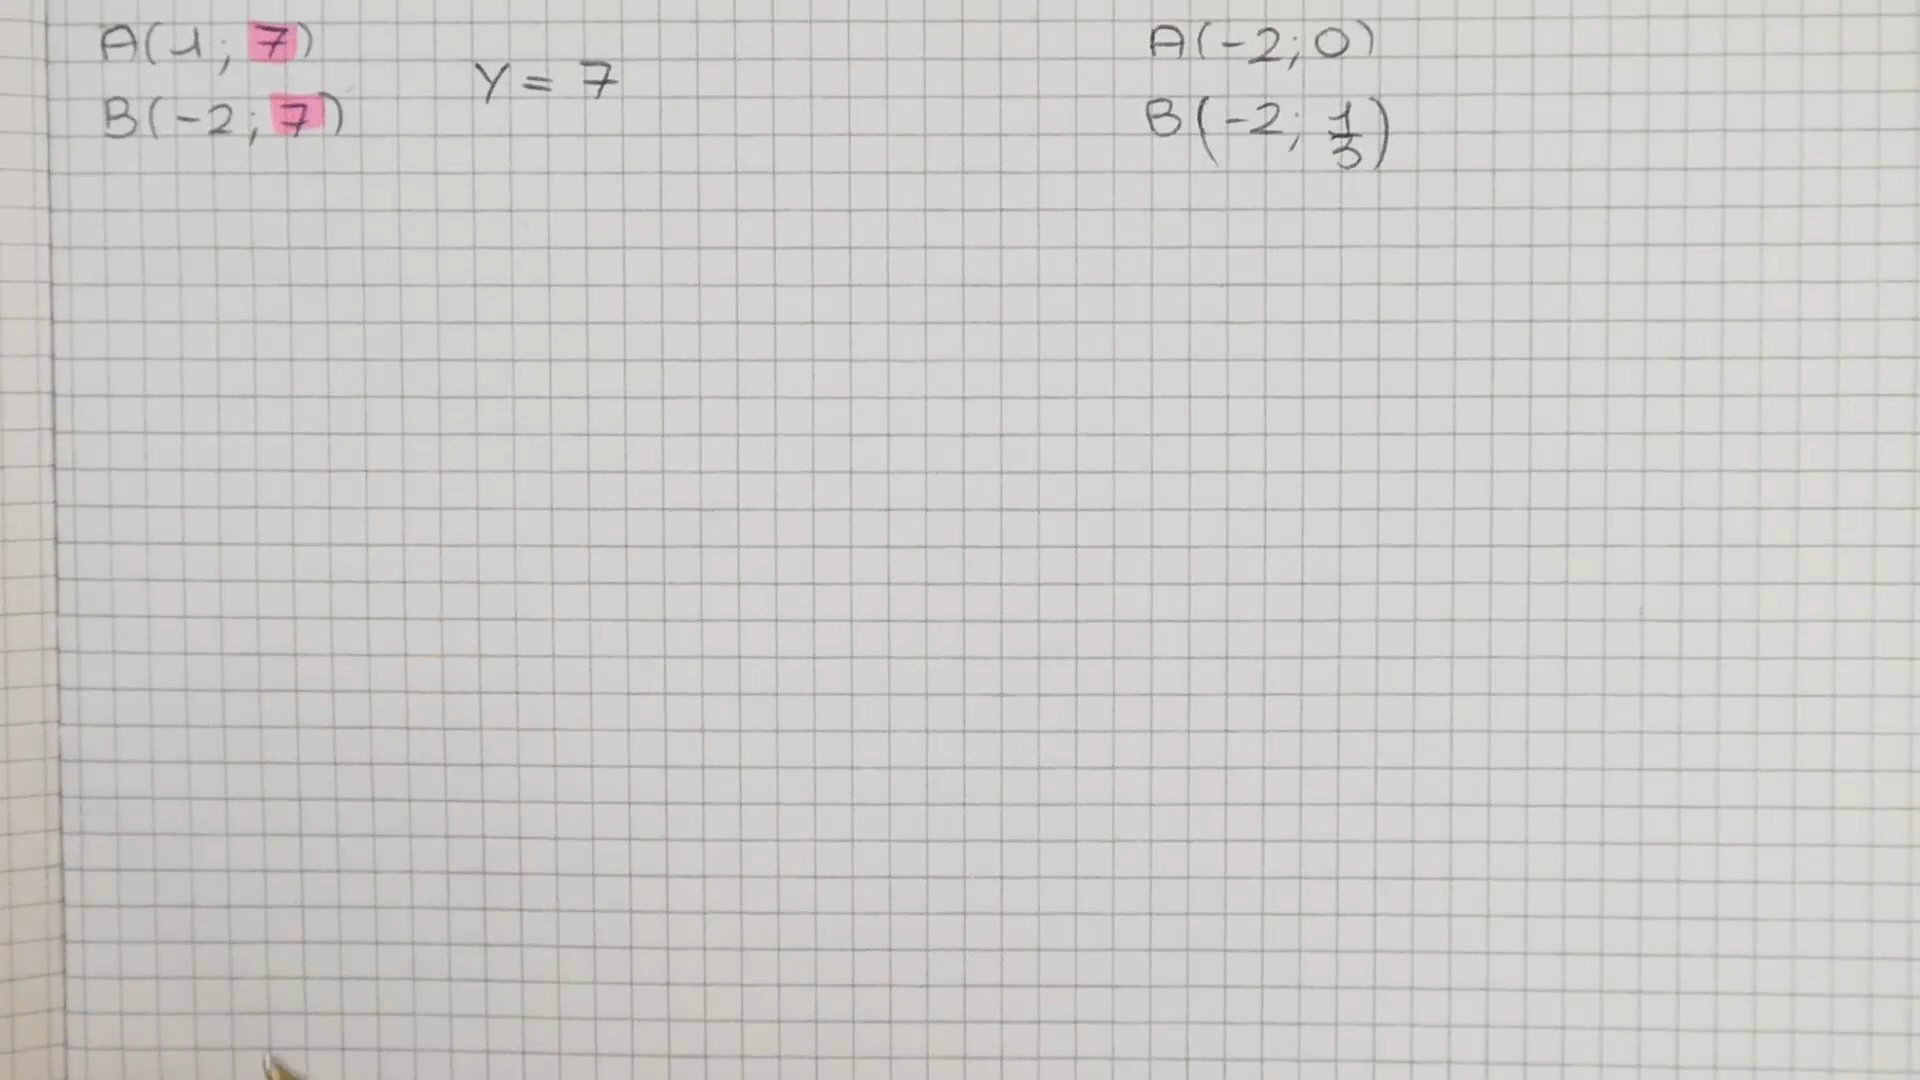 A(1; 7)
B(-2; 7)
Y = 7
A(-2; 0)
B(-2; 1/3)